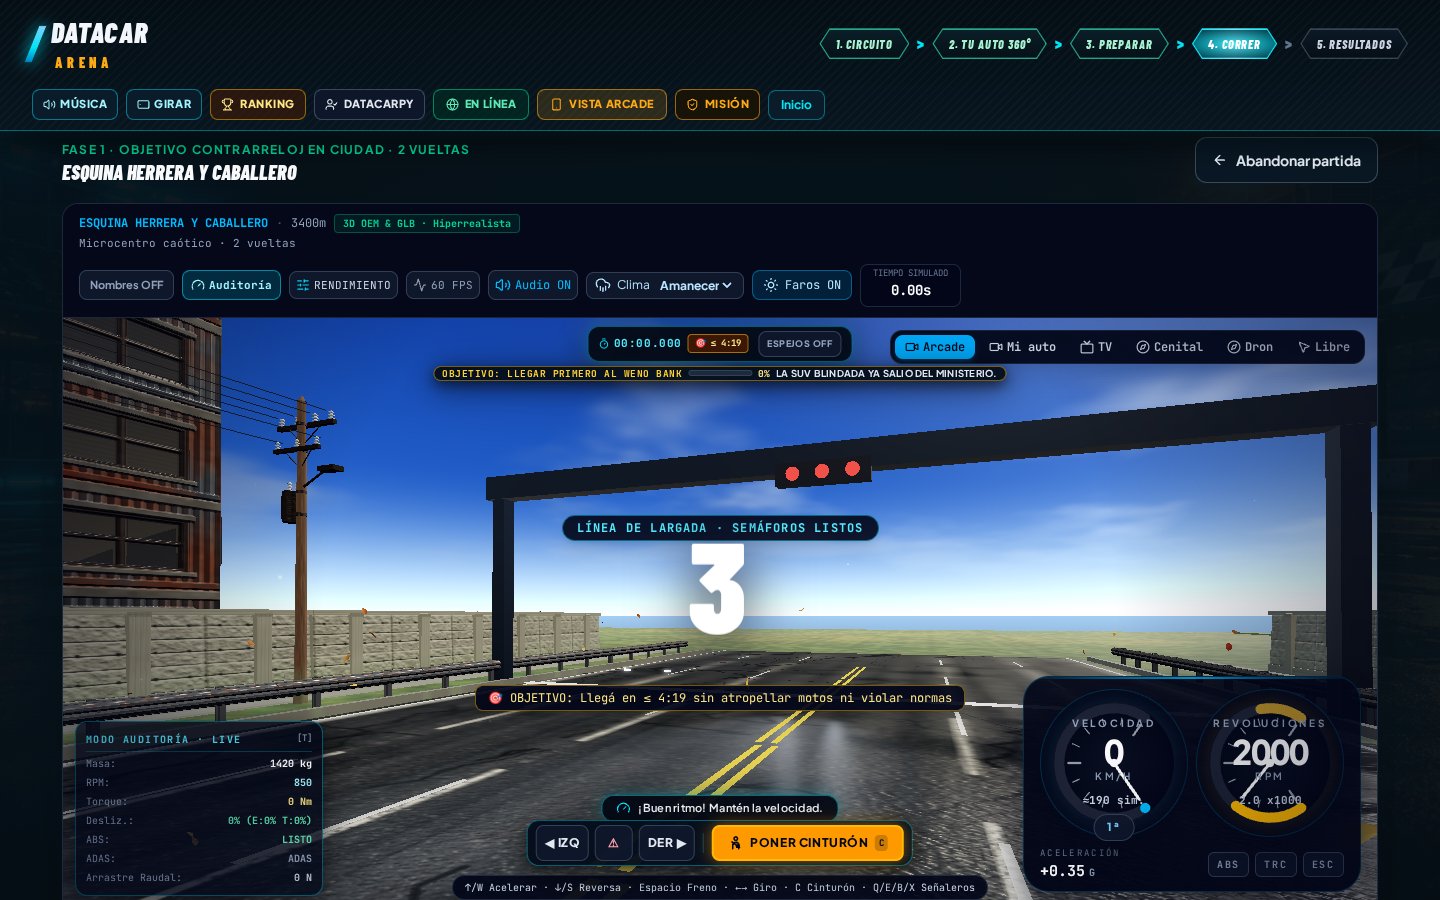 DATACAR
ARENA
1. CIRCUITO > 2. TU AUTO 360° > 3. PREPARAR > 4. CORRER > 5. RESULTADOS
MÚSICA GIRAR RANKING DATACARPY EN LÍNEA VISTA ARCADE MISIÓN Inicio
FASE 1 · OBJETIVO CONTRARRELOJ EN CIUDAD · 2 VUELTAS
ESQUINA HERRERA Y CABALLERO
← Abandonar partida
ESQUINA HERRERA Y CABALLERO · 3400m 3D OEM & GLB · Hiperrealista
Microcentro caótico · 2 vueltas
Nombres OFF Auditoría RENDIMIENTO 60 FPS Audio ON Clima Amanecer Faros ON
TIEMPO SIMULADO
0.00s
00:00.000 🎯 ≤ 4:19 ESPEJOS OFF
Arcade Mi auto TV Cenital Dron Libre
OBJETIVO: LLEGAR PRIMERO AL WENO BANK 0% LA SUV BLINDADA YA SALIO DEL MINISTERIO.
LÍNEA DE LARGADA · SEMÁFOROS LISTOS
3
🎯 OBJETIVO: Llegá en ≤ 4:19 sin atropellar motos ni violar normas
MODO AUDITORÍA · LIVE [T]
Masa: 1420 kg
RPM: 850
Torque: 0 Nm
Desliz.: 0% (E:0% T:0%)
ABS: LISTO
ADAS: ADAS
Arrastre Raudal: 0 N
¡Buen ritmo! Mantén la velocidad.
◀ IZQ ⚠ DER ▶ PONER CINTURÓN C
↑/W Acelerar · ↓/S Reversa · Espacio Freno · ←→ Giro · C Cinturón · Q/E/B/X Señaleros
VELOCIDAD
0
KM/H
≈190 sim.
1ª
REVOLUCIONES
2000
RPM
2.0 x1000
ACELERACIÓN
+0.35 G
ABS TRC ESC